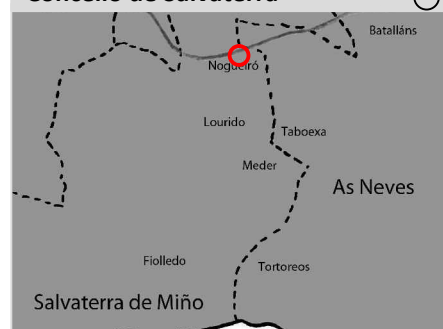 Concello de Salvaterra
Batalláns
Nogueiró
Lourido
Taboexa
Meder
As Neves
Fiolledo
Tortoreos
Salvaterra de Miño